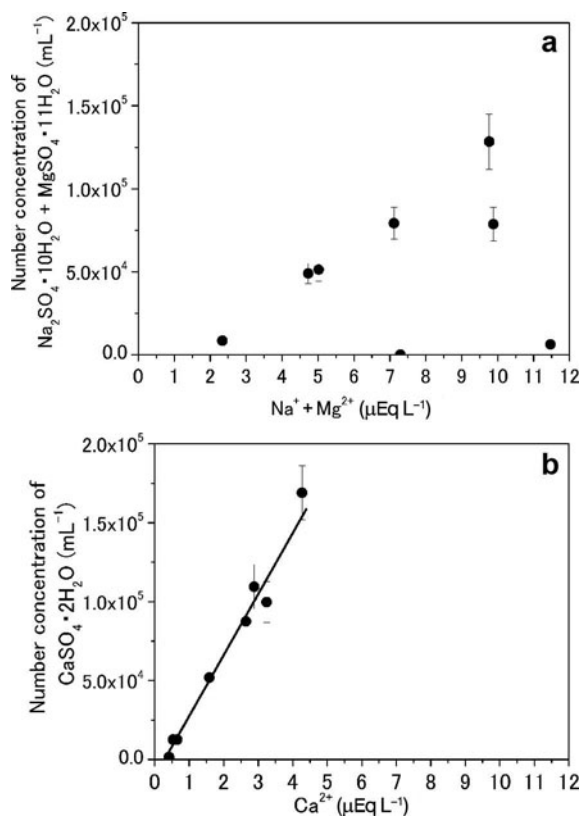 a
Number concentration of
Na₂SO₄・10H₂O + MgSO₄・11H₂O (mL⁻¹)
2.0x10⁵
1.5x10⁵
1.0x10⁵
5.0x10⁴
0.0
0 1 2 3 4 5 6 7 8 9 10 11 12
Na⁺ + Mg²⁺ (μEq L⁻¹)
b
Number concentration of
CaSO₄・2H₂O (mL⁻¹)
2.0x10⁵
1.5x10⁵
1.0x10⁵
5.0x10⁴
0.0
0 1 2 3 4 5 6 7 8 9 10 11 12
Ca²⁺ (μEq L⁻¹)